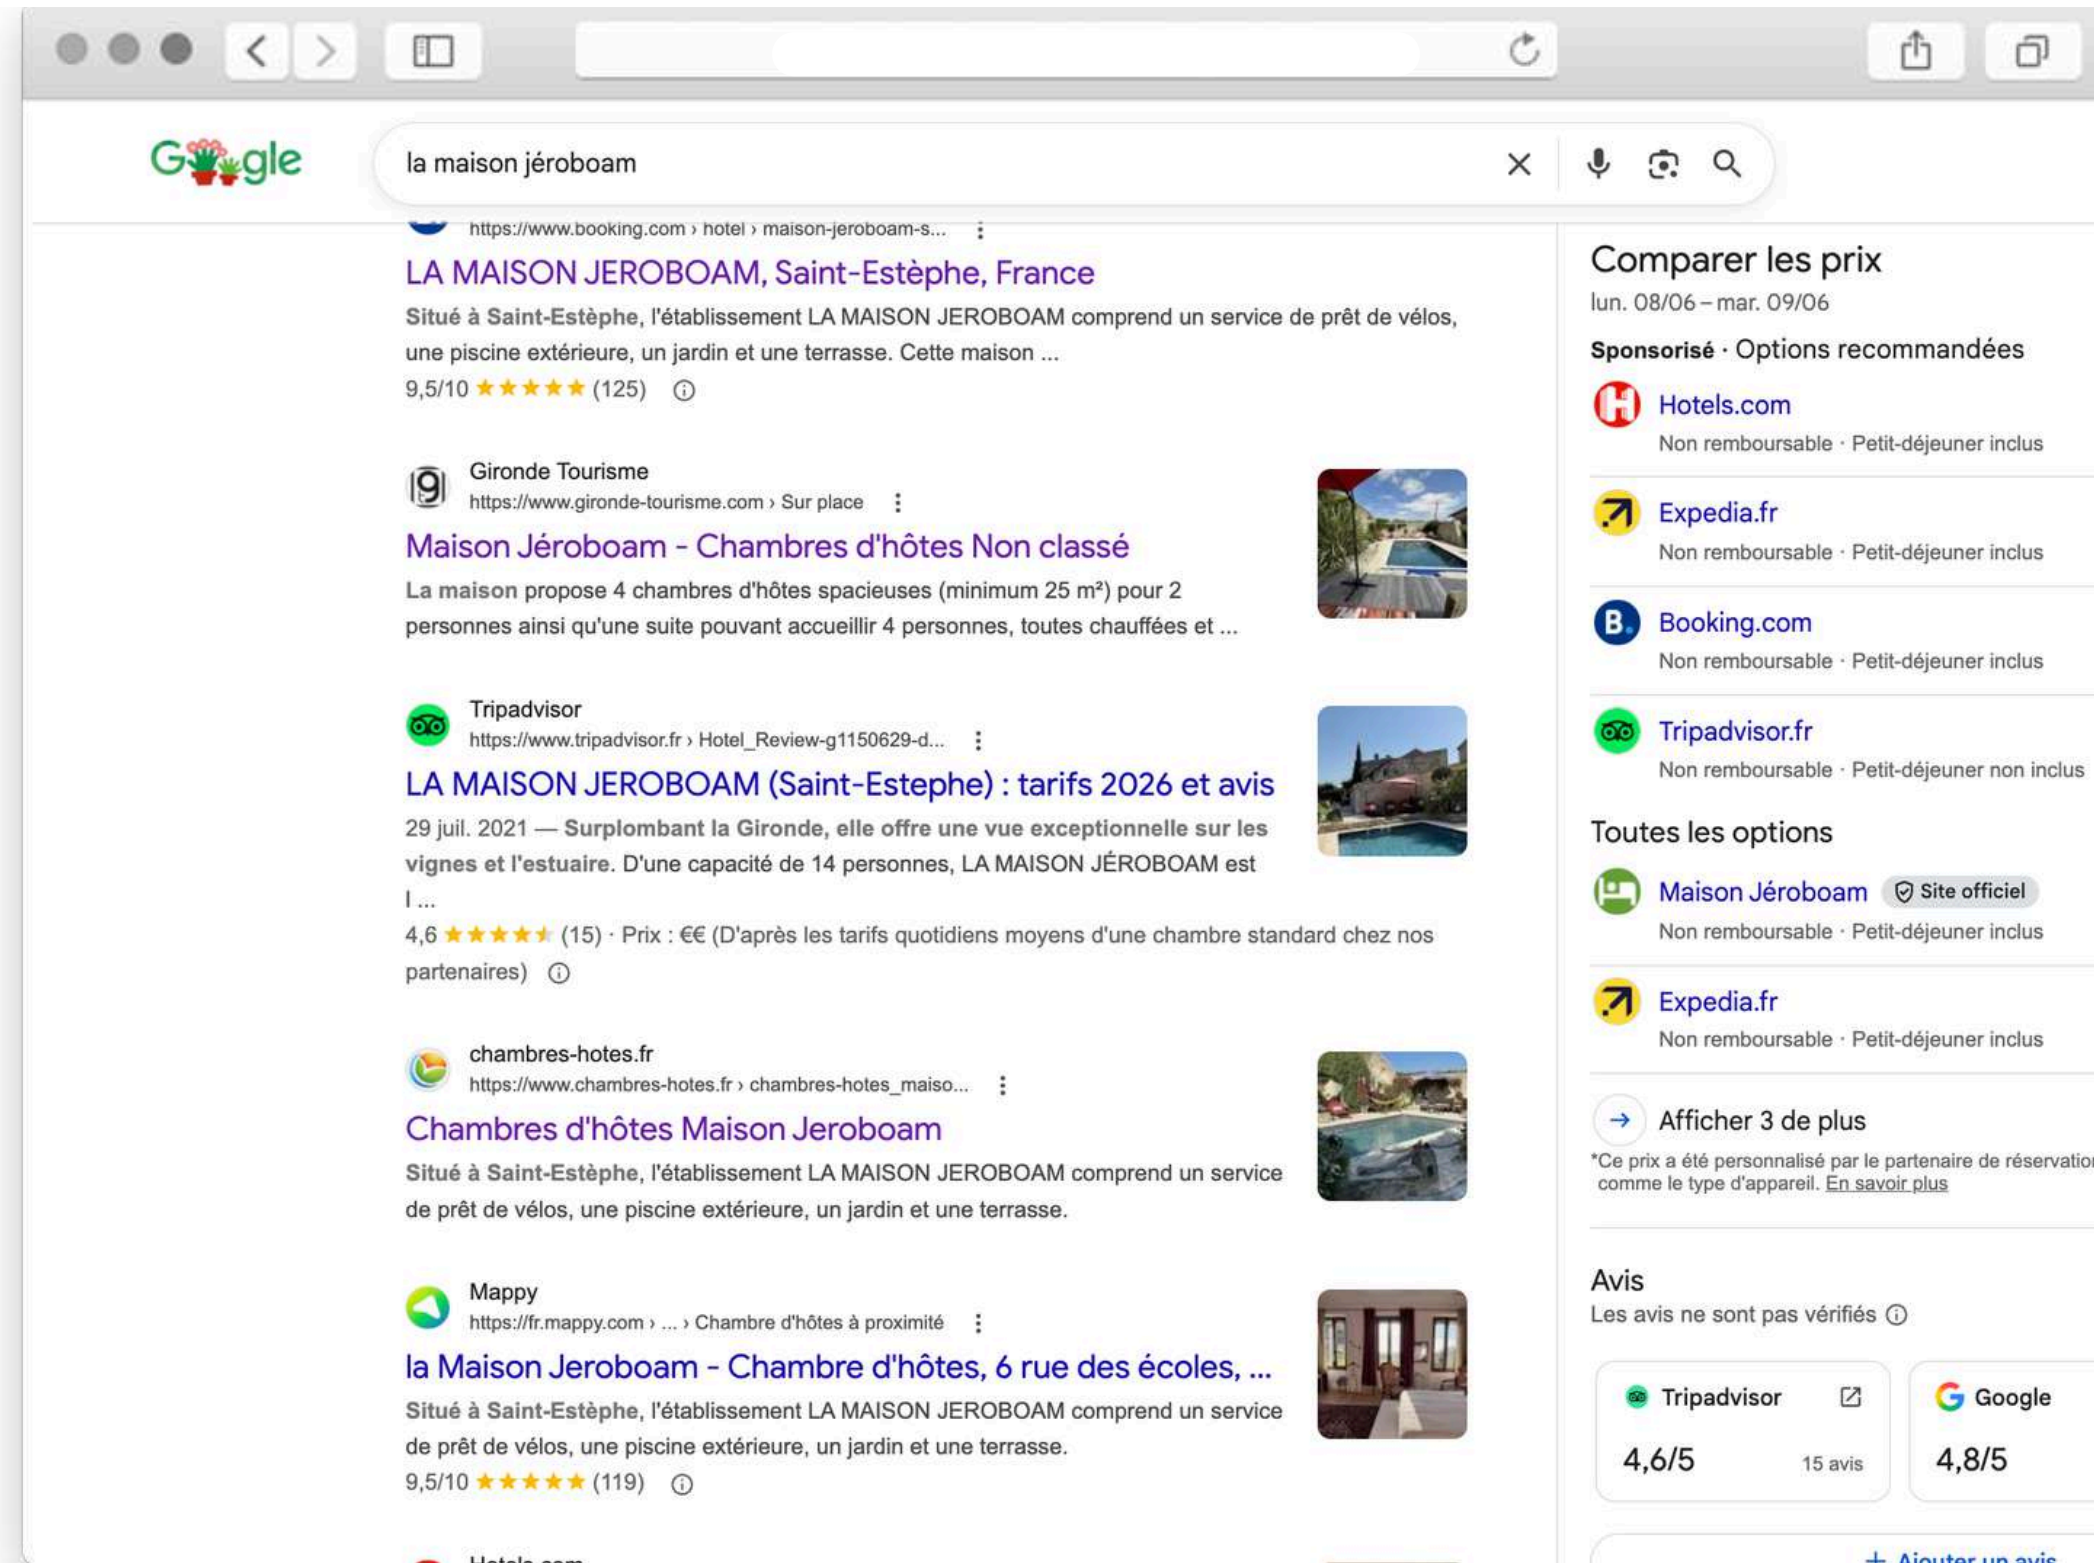 Google
la maison jéroboam
https://www.booking.com › hotel › maison-jeroboam-s...
LA MAISON JEROBOAM, Saint-Estèphe, France
Situé à Saint-Estèphe, l'établissement LA MAISON JEROBOAM comprend un service de prêt de vélos,
une piscine extérieure, un jardin et une terrasse. Cette maison ...
9,5/10 ★★★★★ (125)
Gironde Tourisme
https://www.gironde-tourisme.com › Sur place
Maison Jéroboam - Chambres d'hôtes Non classé
La maison propose 4 chambres d'hôtes spacieuses (minimum 25 m²) pour 2
personnes ainsi qu'une suite pouvant accueillir 4 personnes, toutes chauffées et ...
Tripadvisor
https://www.tripadvisor.fr › Hotel_Review-g1150629-d...
LA MAISON JEROBOAM (Saint-Estephe) : tarifs 2026 et avis
29 juil. 2021 — Surplombant la Gironde, elle offre une vue exceptionnelle sur les
vignes et l'estuaire. D'une capacité de 14 personnes, LA MAISON JÉROBOAM est
l ...
4,6 ★★★★★ (15) · Prix : €€ (D'après les tarifs quotidiens moyens d'une chambre standard chez nos
partenaires)
chambres-hotes.fr
https://www.chambres-hotes.fr › chambres-hotes_maiso...
Chambres d'hôtes Maison Jeroboam
Situé à Saint-Estèphe, l'établissement LA MAISON JEROBOAM comprend un service
de prêt de vélos, une piscine extérieure, un jardin et une terrasse.
Mappy
https://fr.mappy.com › ... › Chambre d'hôtes à proximité
la Maison Jeroboam - Chambre d'hôtes, 6 rue des écoles, ...
Situé à Saint-Estèphe, l'établissement LA MAISON JEROBOAM comprend un service
de prêt de vélos, une piscine extérieure, un jardin et une terrasse.
9,5/10 ★★★★★ (119)
Hotels.com
Comparer les prix
lun. 08/06 – mar. 09/06
Sponsorisé · Options recommandées
Hotels.com
Non remboursable · Petit-déjeuner inclus
Expedia.fr
Non remboursable · Petit-déjeuner inclus
Booking.com
Non remboursable · Petit-déjeuner inclus
Tripadvisor.fr
Non remboursable · Petit-déjeuner non inclus
Toutes les options
Maison Jéroboam Site officiel
Non remboursable · Petit-déjeuner inclus
Expedia.fr
Non remboursable · Petit-déjeuner inclus
Afficher 3 de plus
*Ce prix a été personnalisé par le partenaire de réservation
comme le type d'appareil. En savoir plus
Avis
Les avis ne sont pas vérifiés
Tripadvisor
4,6/5 15 avis
Google
4,8/5
+ Ajouter un avis